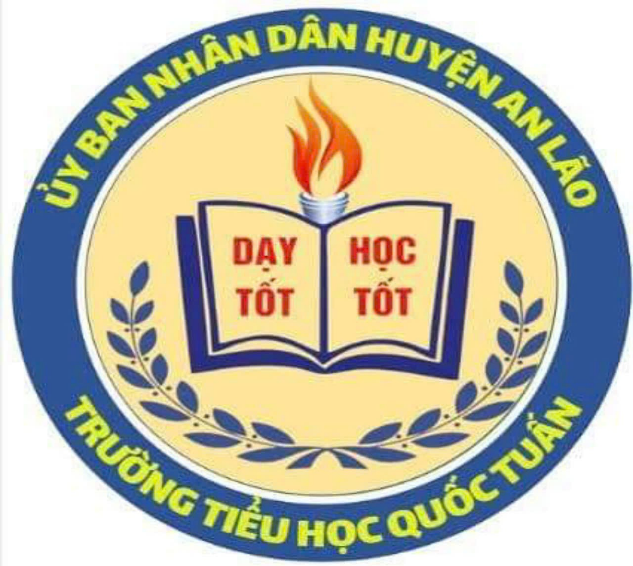 ỦY BAN NHÂN DÂN HUYỆN AN LÃO
DẠY
TỐT
HỌC
TỐT
TRƯỜNG TIỂU HỌC QUỐC TUẤN